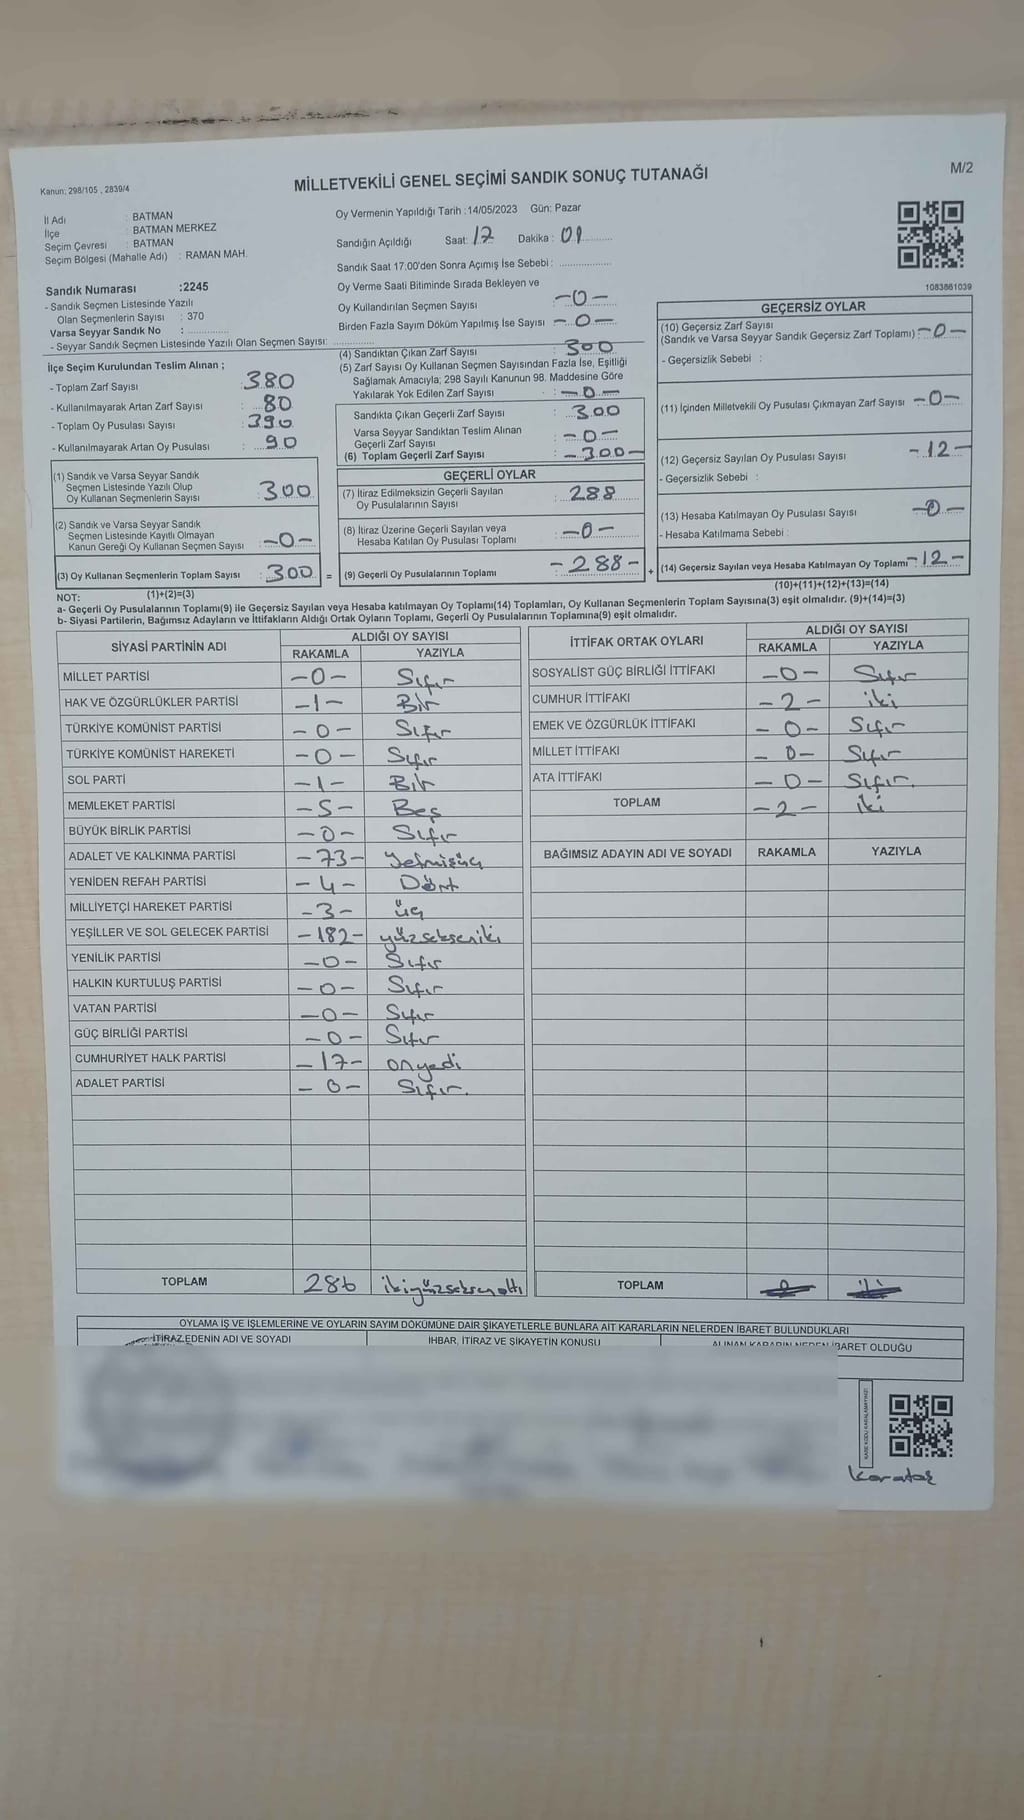 Kanun: 298/105 , 2839/4
MİLLETVEKİLİ GENEL SEÇİMİ SANDIK SONUÇ TUTANAĞI
M/2
İl Adı : BATMAN
İlçe : BATMAN MERKEZ
Seçim Çevresi : BATMAN
Seçim Bölgesi (Mahalle Adı) : RAMAN MAH.
Oy Vermenin Yapıldığı Tarih :14/05/2023 Gün: Pazar
Sandığın Açıldığı Saat: 17 Dakika : 01
Sandık Saat 17.00'den Sonra Açımış İse Sebebi :
Oy Verme Saati Bitiminde Sırada Bekleyen ve
Oy Kullandırılan Seçmen Sayısı -0-
Birden Fazla Sayım Döküm Yapılmış İse Sayısı -0-
1083861039
Sandık Numarası :2245
- Sandık Seçmen Listesinde Yazılı
Olan Seçmenlerin Sayısı : 370
Varsa Seyyar Sandık No :
- Seyyar Sandık Seçmen Listesinde Yazılı Olan Seçmen Sayısı:
İlçe Seçim Kurulundan Teslim Alınan ;
- Toplam Zarf Sayısı : 380
- Kullanılmayarak Artan Zarf Sayısı : 80
- Toplam Oy Pusulası Sayısı : 390
- Kullanılmayarak Artan Oy Pusulası : 90
(1) Sandık ve Varsa Seyyar Sandık
Seçmen Listesinde Yazılı Olup
Oy Kullanan Seçmenlerin Sayısı : 300
(2) Sandık ve Varsa Seyyar Sandık
Seçmen Listesinde Kayıtlı Olmayan
Kanun Gereği Oy Kullanan Seçmen Sayısı -0-
(3) Oy Kullanan Seçmenlerin Toplam Sayısı : 300 =
(1)+(2)=(3)
(4) Sandıktan Çıkan Zarf Sayısı : 300
(5) Zarf Sayısı Oy Kullanan Seçmen Sayısından Fazla İse, Eşitliği
Sağlamak Amacıyla; 298 Sayılı Kanunun 98. Maddesine Göre
Yakılarak Yok Edilen Zarf Sayısı : -0-
Sandıkta Çıkan Geçerli Zarf Sayısı : 300
Varsa Seyyar Sandıktan Teslim Alınan
Geçerli Zarf Sayısı : -0-
(6) Toplam Geçerli Zarf Sayısı : -300-
GEÇERLİ OYLAR
(7) İtiraz Edilmeksizin Geçerli Sayılan
Oy Pusulalarının Sayısı : 288
(8) İtiraz Üzerine Geçerli Sayılan veya
Hesaba Katılan Oy Pusulası Toplamı : -0-
(9) Geçerli Oy Pusulalarının Toplamı -288- +
GEÇERSİZ OYLAR
(10) Geçersiz Zarf Sayısı
(Sandık ve Varsa Seyyar Sandık Geçersiz Zarf Toplamı) -0-
- Geçersizlik Sebebi :
(11) İçinden Milletvekili Oy Pusulası Çıkmayan Zarf Sayısı -0-
(12) Geçersiz Sayılan Oy Pusulası Sayısı -12-
- Geçersizlik Sebebi :
(13) Hesaba Katılmayan Oy Pusulası Sayısı -0-
- Hesaba Katılmama Sebebi :
(14) Geçersiz Sayılan veya Hesaba Katılmayan Oy Toplamı -12-
(10)+(11)+(12)+(13)=(14)
NOT:
a- Geçerli Oy Pusulalarının Toplamı(9) ile Geçersiz Sayılan veya Hesaba katılmayan Oy Toplamı(14) Toplamları, Oy Kullanan Seçmenlerin Toplam Sayısına(3) eşit olmalıdır. (9)+(14)=(3)
b- Siyasi Partilerin, Bağımsız Adayların ve İttifakların Aldığı Ortak Oyların Toplamı, Geçerli Oy Pusulalarının Toplamına(9) eşit olmalıdır.
SİYASİ PARTİNİN ADI ALDIĞI OY SAYISI
RAKAMLA YAZIYLA
MİLLET PARTİSİ -0- Sıfır
HAK VE ÖZGÜRLÜKLER PARTİSİ -1- Bir
TÜRKİYE KOMÜNİST PARTİSİ -0- Sıfır
TÜRKİYE KOMÜNİST HAREKETİ -0- Sıfır
SOL PARTİ -1- Bir
MEMLEKET PARTİSİ -5- Beş
BÜYÜK BİRLİK PARTİSİ -0- Sıfır
ADALET VE KALKINMA PARTİSİ -73- Yetmişüç
YENİDEN REFAH PARTİSİ -4- Dört
MİLLİYETÇİ HAREKET PARTİSİ -3- üç
YEŞİLLER VE SOL GELECEK PARTİSİ -182- yüzsekseniki
YENİLİK PARTİSİ -0- Sıfır
HALKIN KURTULUŞ PARTİSİ -0- Sıfır
VATAN PARTİSİ -0- Sıfır
GÜÇ BİRLİĞİ PARTİSİ -0- Sıfır
CUMHURİYET HALK PARTİSİ -17- onyedi
ADALET PARTİSİ -0- Sıfır.
TOPLAM 286 ikiyüzseksenaltı
İTTİFAK ORTAK OYLARI ALDIĞI OY SAYISI
RAKAMLA YAZIYLA
SOSYALİST GÜÇ BİRLİĞİ İTTİFAKI -0- Sıfır
CUMHUR İTTİFAKI -2- iki
EMEK VE ÖZGÜRLÜK İTTİFAKI -0- Sıfır
MİLLET İTTİFAKI -0- Sıfır
ATA İTTİFAKI -0- Sıfır.
TOPLAM -2- iki
BAĞIMSIZ ADAYIN ADI VE SOYADI RAKAMLA YAZIYLA
TOPLAM
OYLAMA İŞ VE İŞLEMLERİNE VE OYLARIN SAYIM DÖKÜMÜNE DAİR ŞİKAYETLERLE BUNLARA AİT KARARLARIN NELERDEN İBARET BULUNDUKLARI
İTİRAZ EDENİN ADI VE SOYADI İHBAR, İTİRAZ VE ŞİKAYETİN KONUSU ALINAN KARARIN NEDEN İBARET OLDUĞU